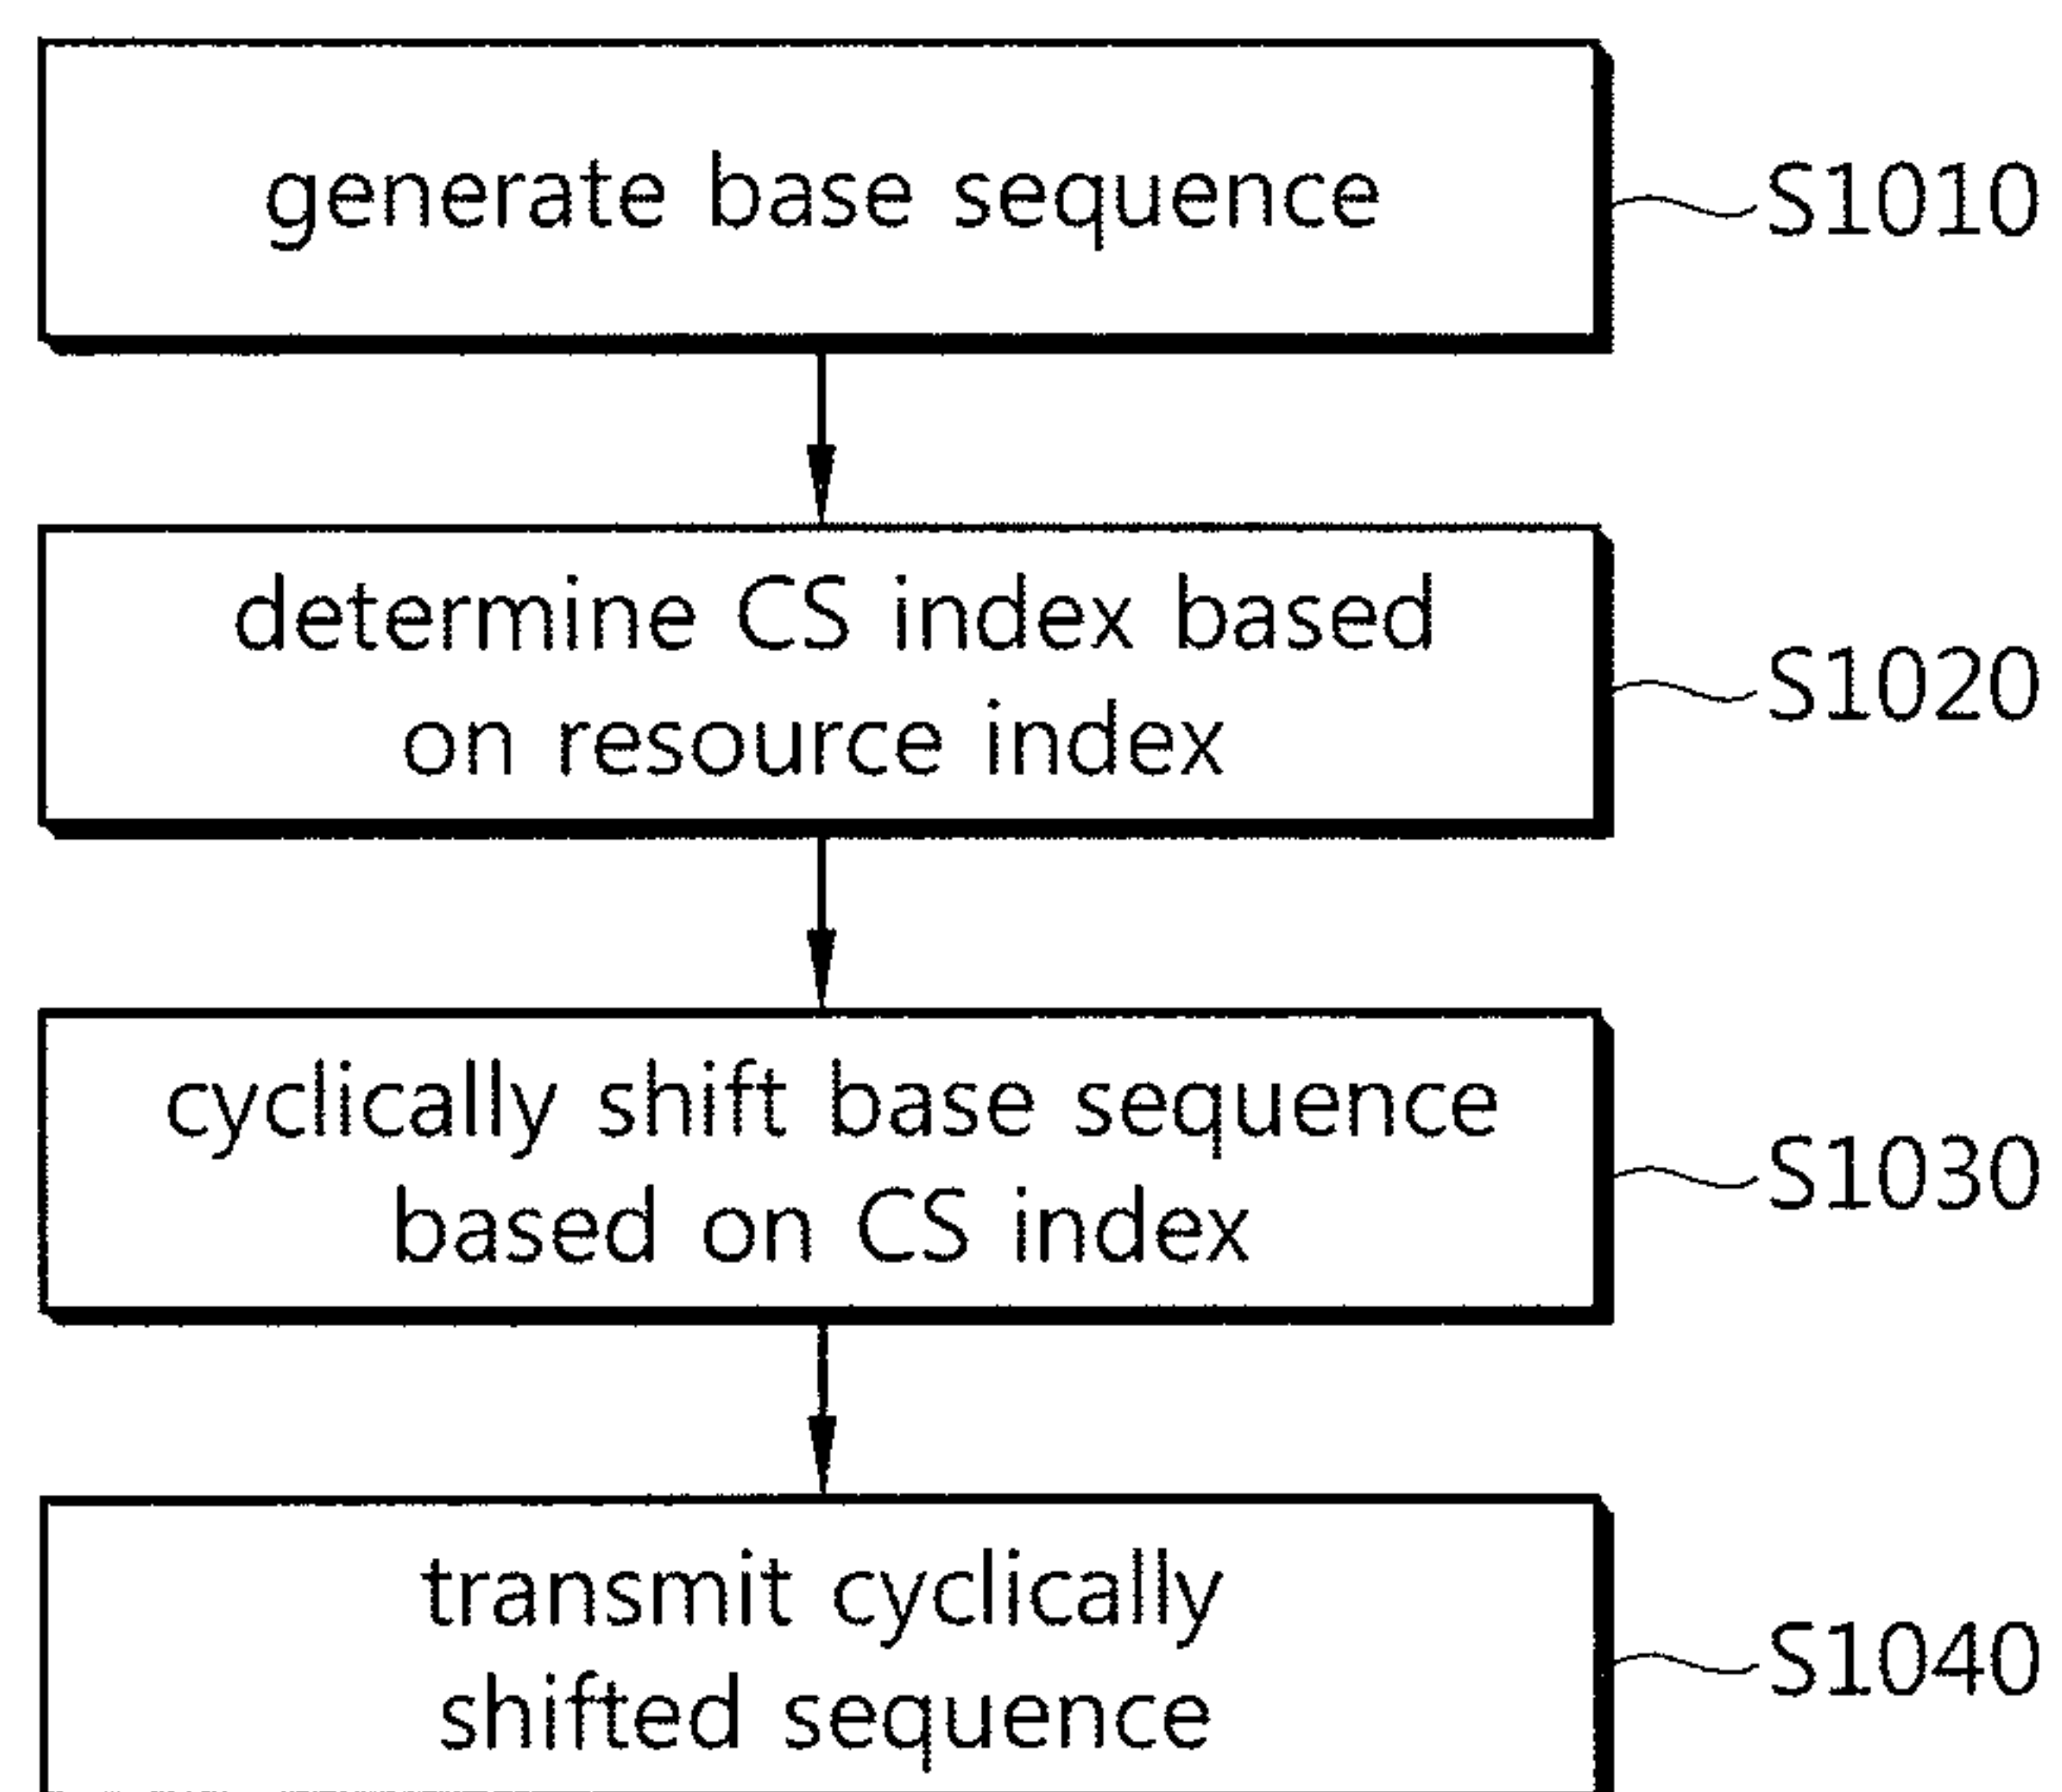 generate base sequence
S1010
determine CS index based
on resource index
S1020
cyclically shift base sequence
based on CS index
S1030
transmit cyclically
shifted sequence
S1040